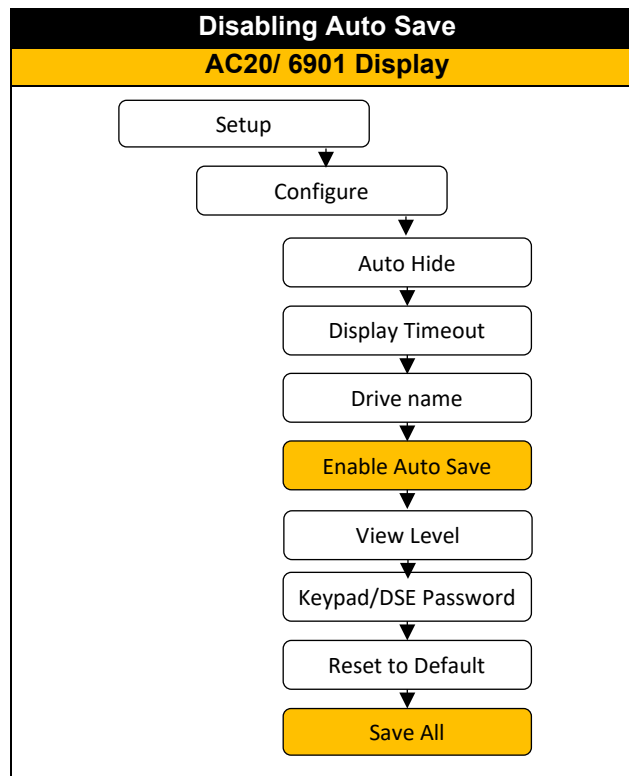 Disabling Auto Save
AC20/ 6901 Display
Setup
Configure
Auto Hide
Display Timeout
Drive name
Enable Auto Save
View Level
Keypad/DSE Password
Reset to Default
Save All